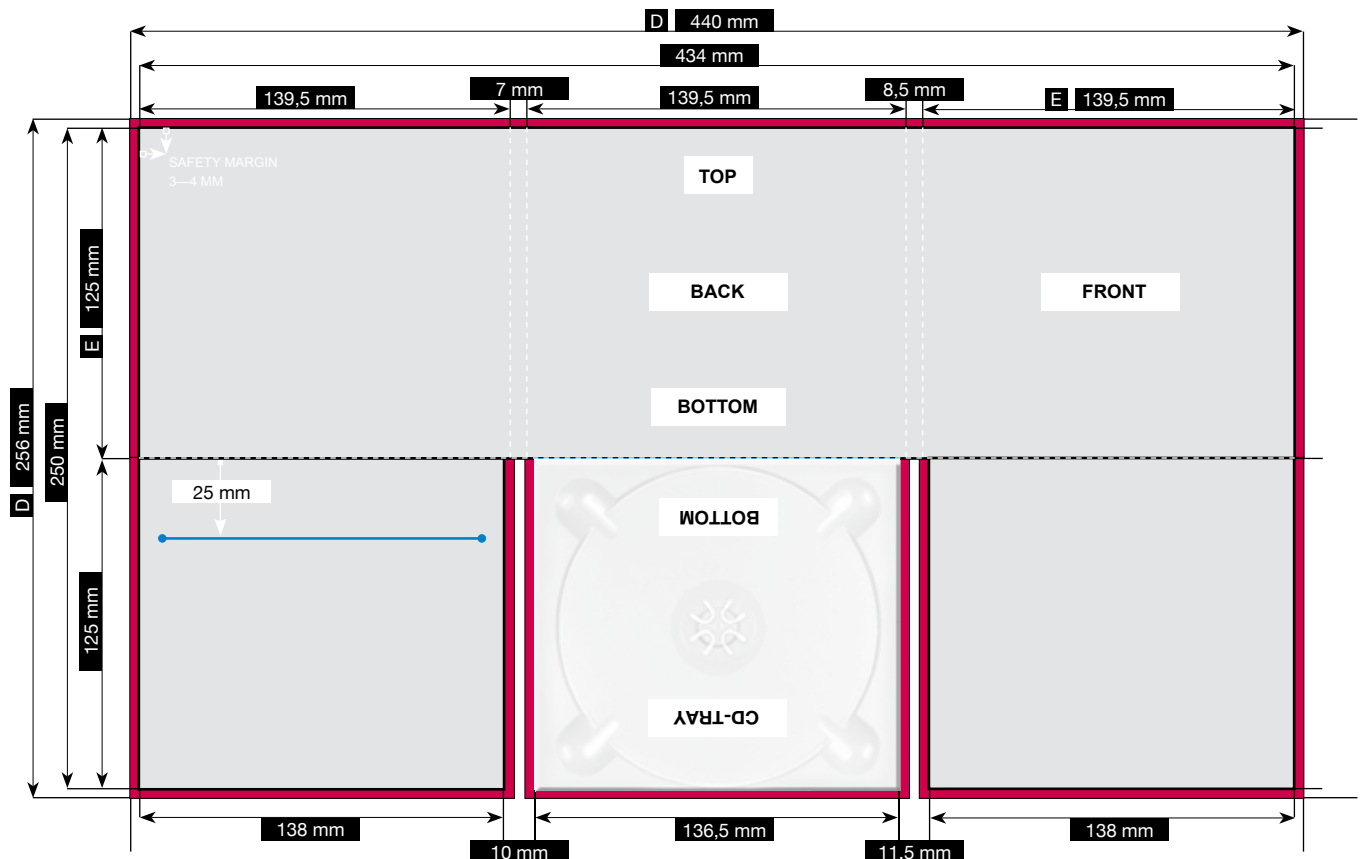 D 440 mm
434 mm
139,5 mm
7 mm
139,5 mm
8,5 mm
E 139,5 mm
SAFETY MARGIN
3—4 MM
TOP
125 mm
E
BACK
FRONT
BOTTOM
256 mm
D
250 mm
25 mm
BOTTOM
125 mm
CD-TRAY
138 mm
136,5 mm
138 mm
10 mm
11,5 mm